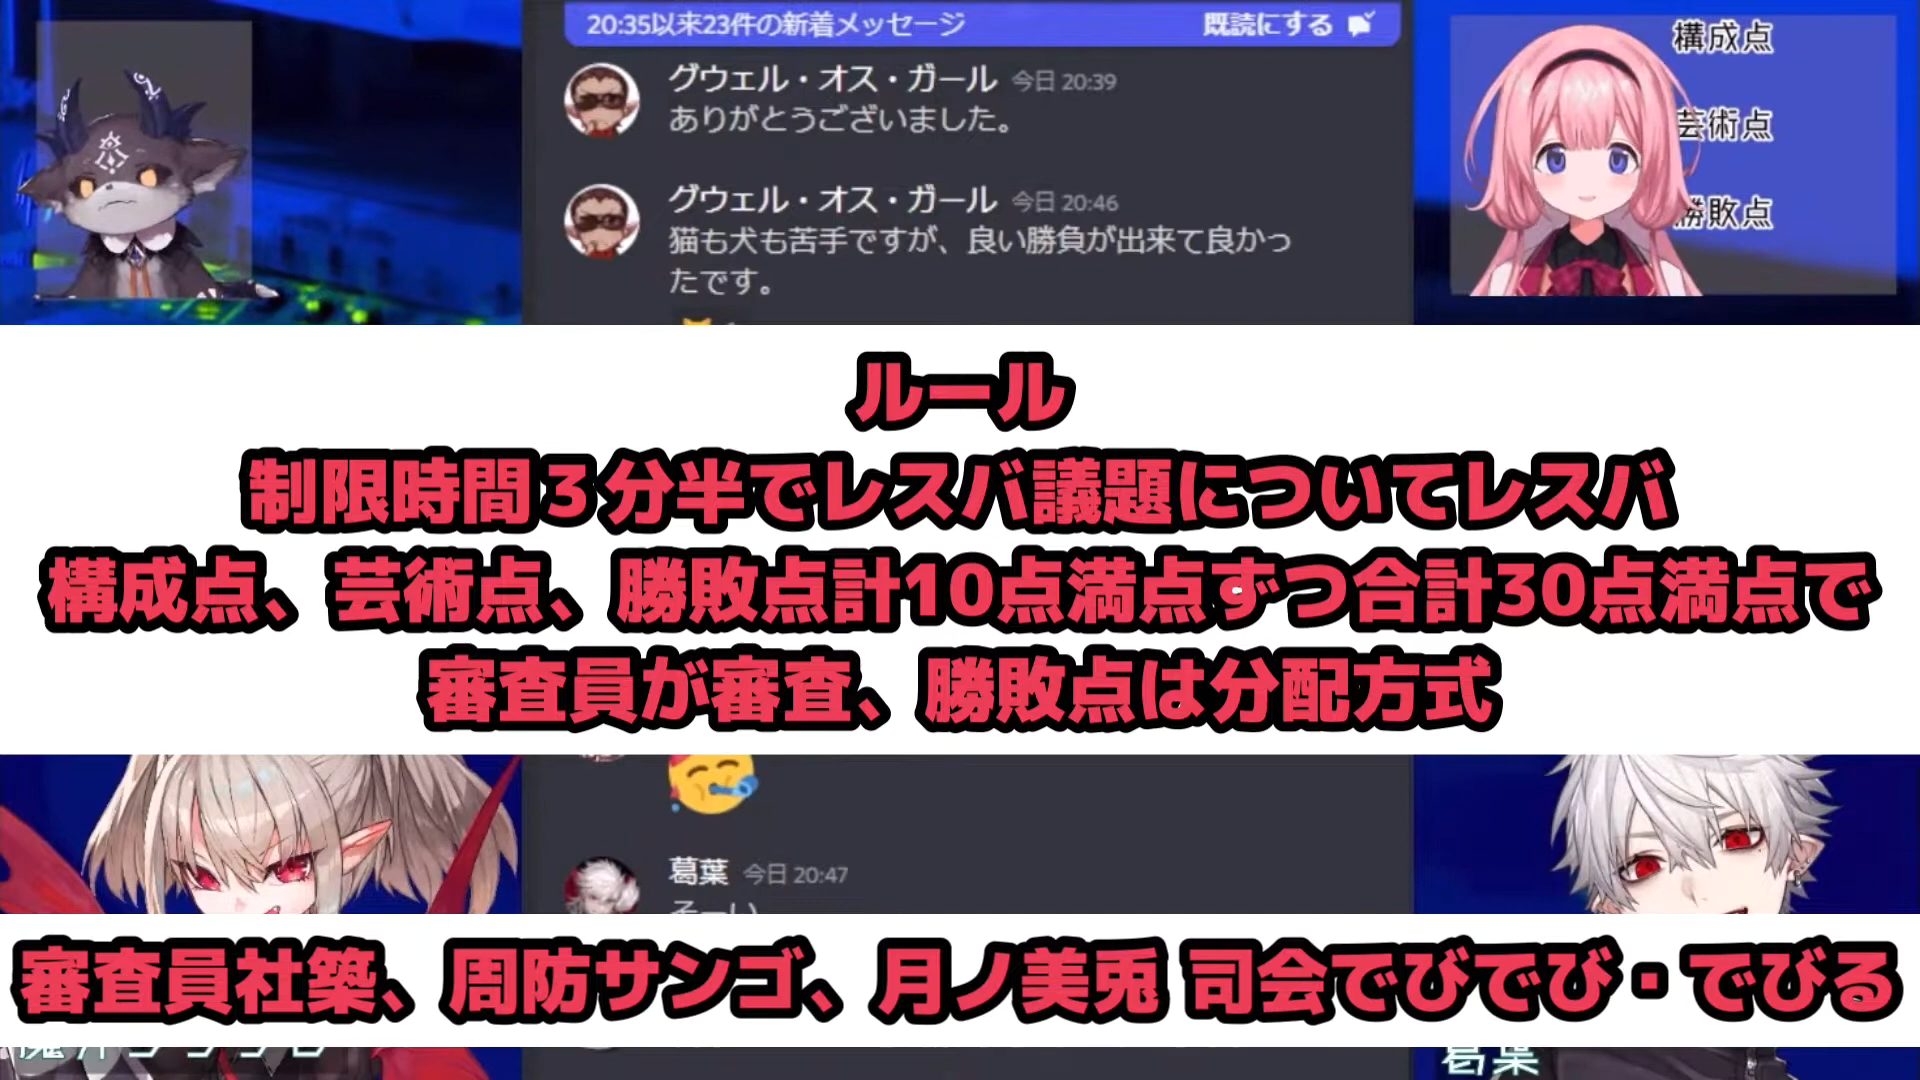 20:35以来23件の新着メッセージ 既読にする
グウェル・オス・ガール 今日 20:39
ありがとうございました。
グウェル・オス・ガール 今日 20:46
猫も犬も苦手ですが、良い勝負が出来て良かっ
たです。
構成点
芸術点
勝敗点
ルール
制限時間３分半でレスバ議題についてレスバ
構成点、芸術点、勝敗点計10点満点ずつ合計30点満点で
審査員が審査、勝敗点は分配方式
葛葉 今日 20:47
そーい
審査員社築、周防サンゴ、月ノ美兎 司会でびでび・でびる
葛葉